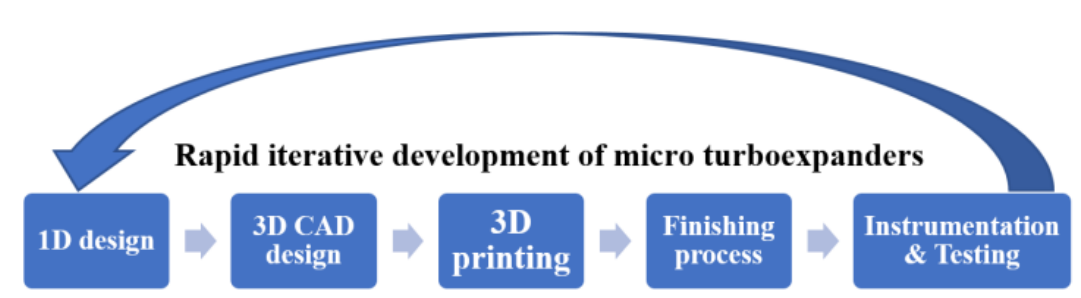 Rapid iterative development of micro turboexpanders
1D design
3D CAD
design
3D
printing
Finishing
process
Instrumentation
& Testing